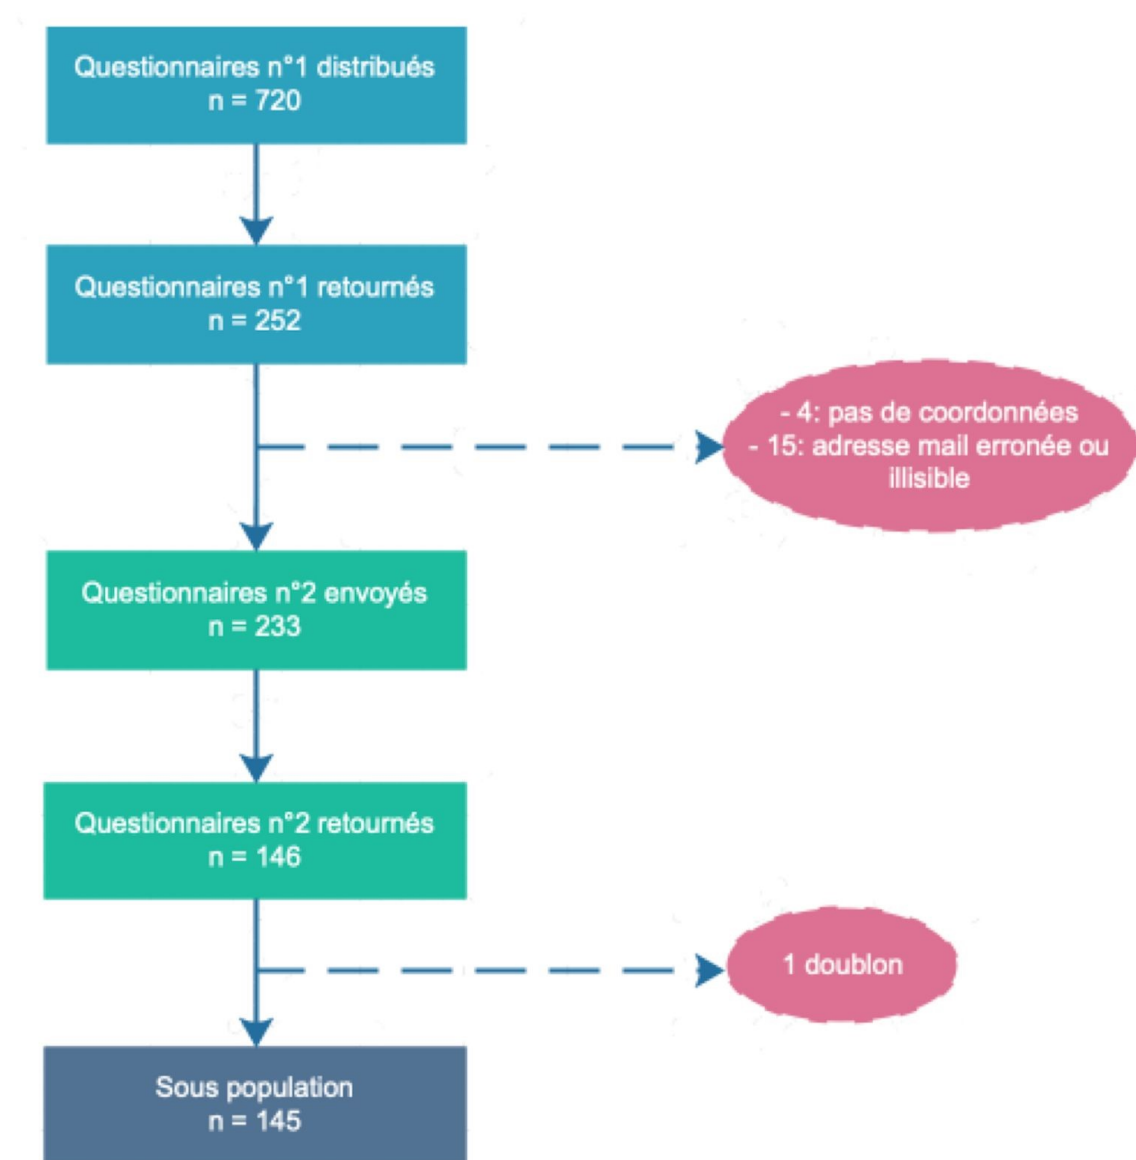 Questionnaires n°1 distribués
n = 720
Questionnaires n°1 retournés
n = 252
- 4: pas de coordonnées
- 15: adresse mail erronée ou
illisible
Questionnaires n°2 envoyés
n = 233
Questionnaires n°2 retournés
n = 146
1 doublon
Sous population
n = 145